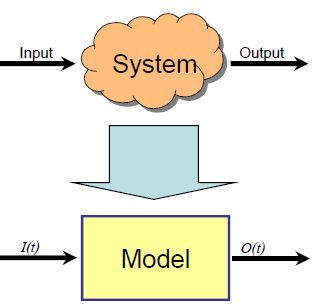 Input
System
Output
I(t)
Model
O(t)